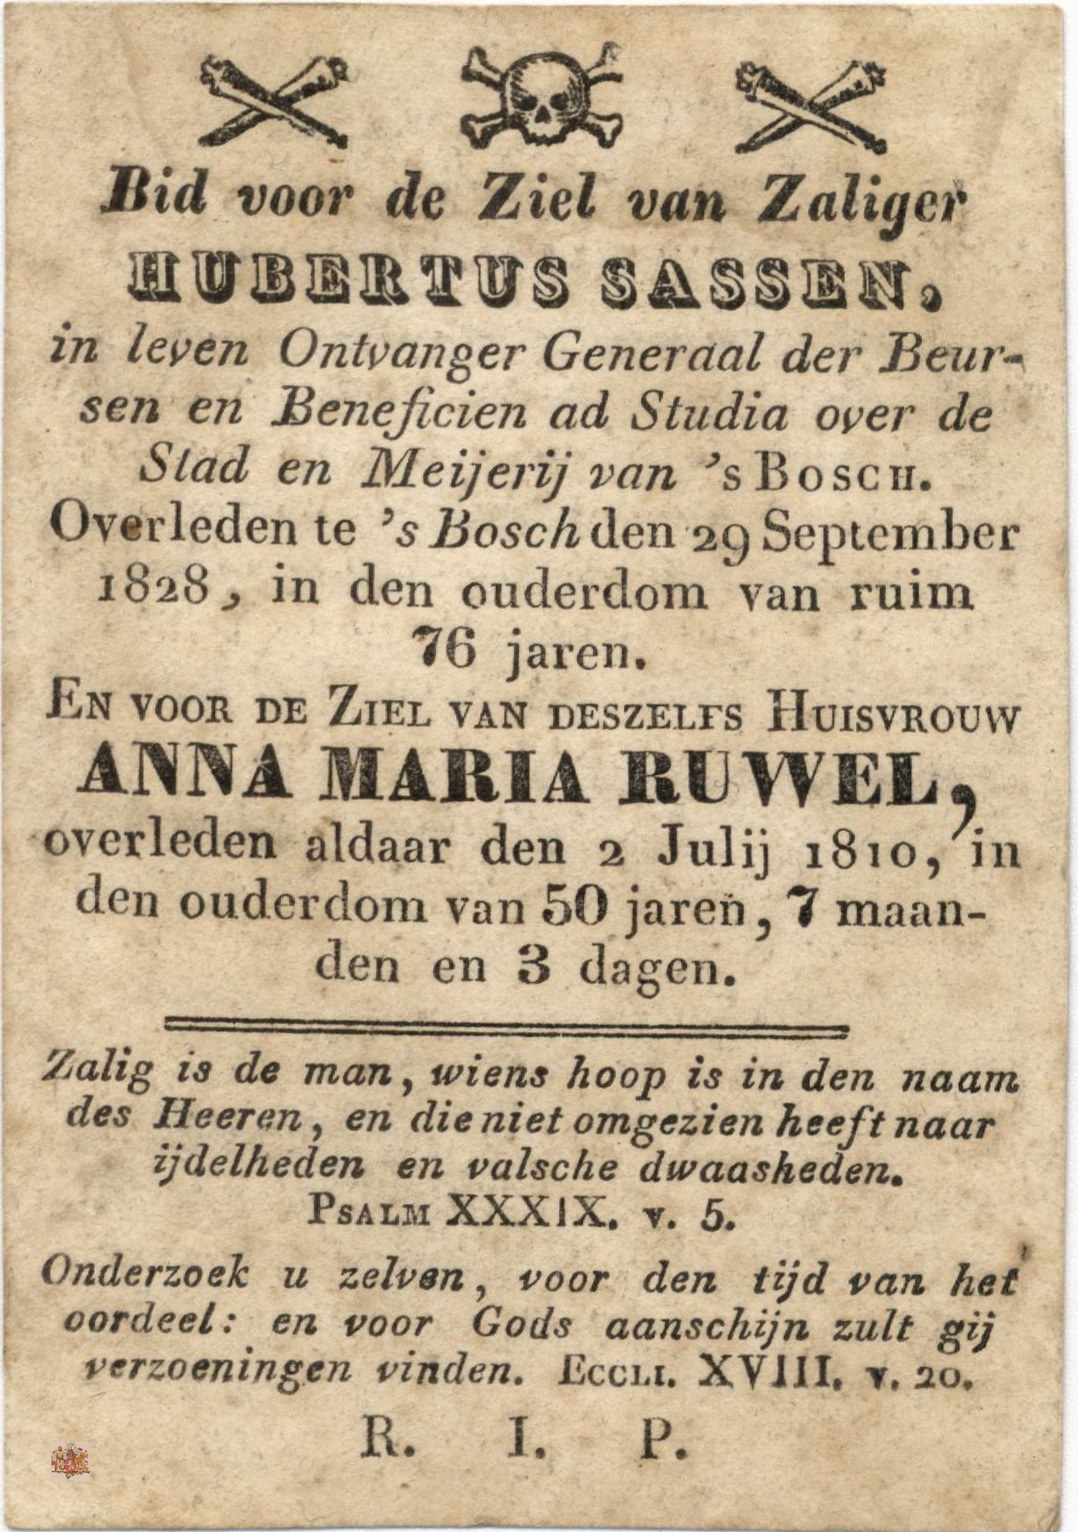 Bid voor de Ziel van Zaliger
HUBERTUS SASSEN,
in leven Ontvanger Generaal der Beur-
sen en Beneficien ad Studia over de
Stad en Meijerij van 's BOSCH.
Overleden te 's Bosch den 29 September
1828, in den ouderdom van ruim
76 jaren.
EN VOOR DE ZIEL VAN DESZELFS HUISVROUW
ANNA MARIA RUWEL,
overleden aldaar den 2 Julij 1810, in
den ouderdom van 50 jaren, 7 maan-
den en 3 dagen.
Zalig is de man, wiens hoop is in den naam
des Heeren, en die niet omgezien heeft naar
ijdelheden en valsche dwaasheden.
PSALM XXXIX. v. 5.
Onderzoek u zelven, voor den tijd van het
oordeel: en voor Gods aanschijn zult gij
verzoeningen vinden. ECCLI. XVIII. v. 20.
R. I. P.